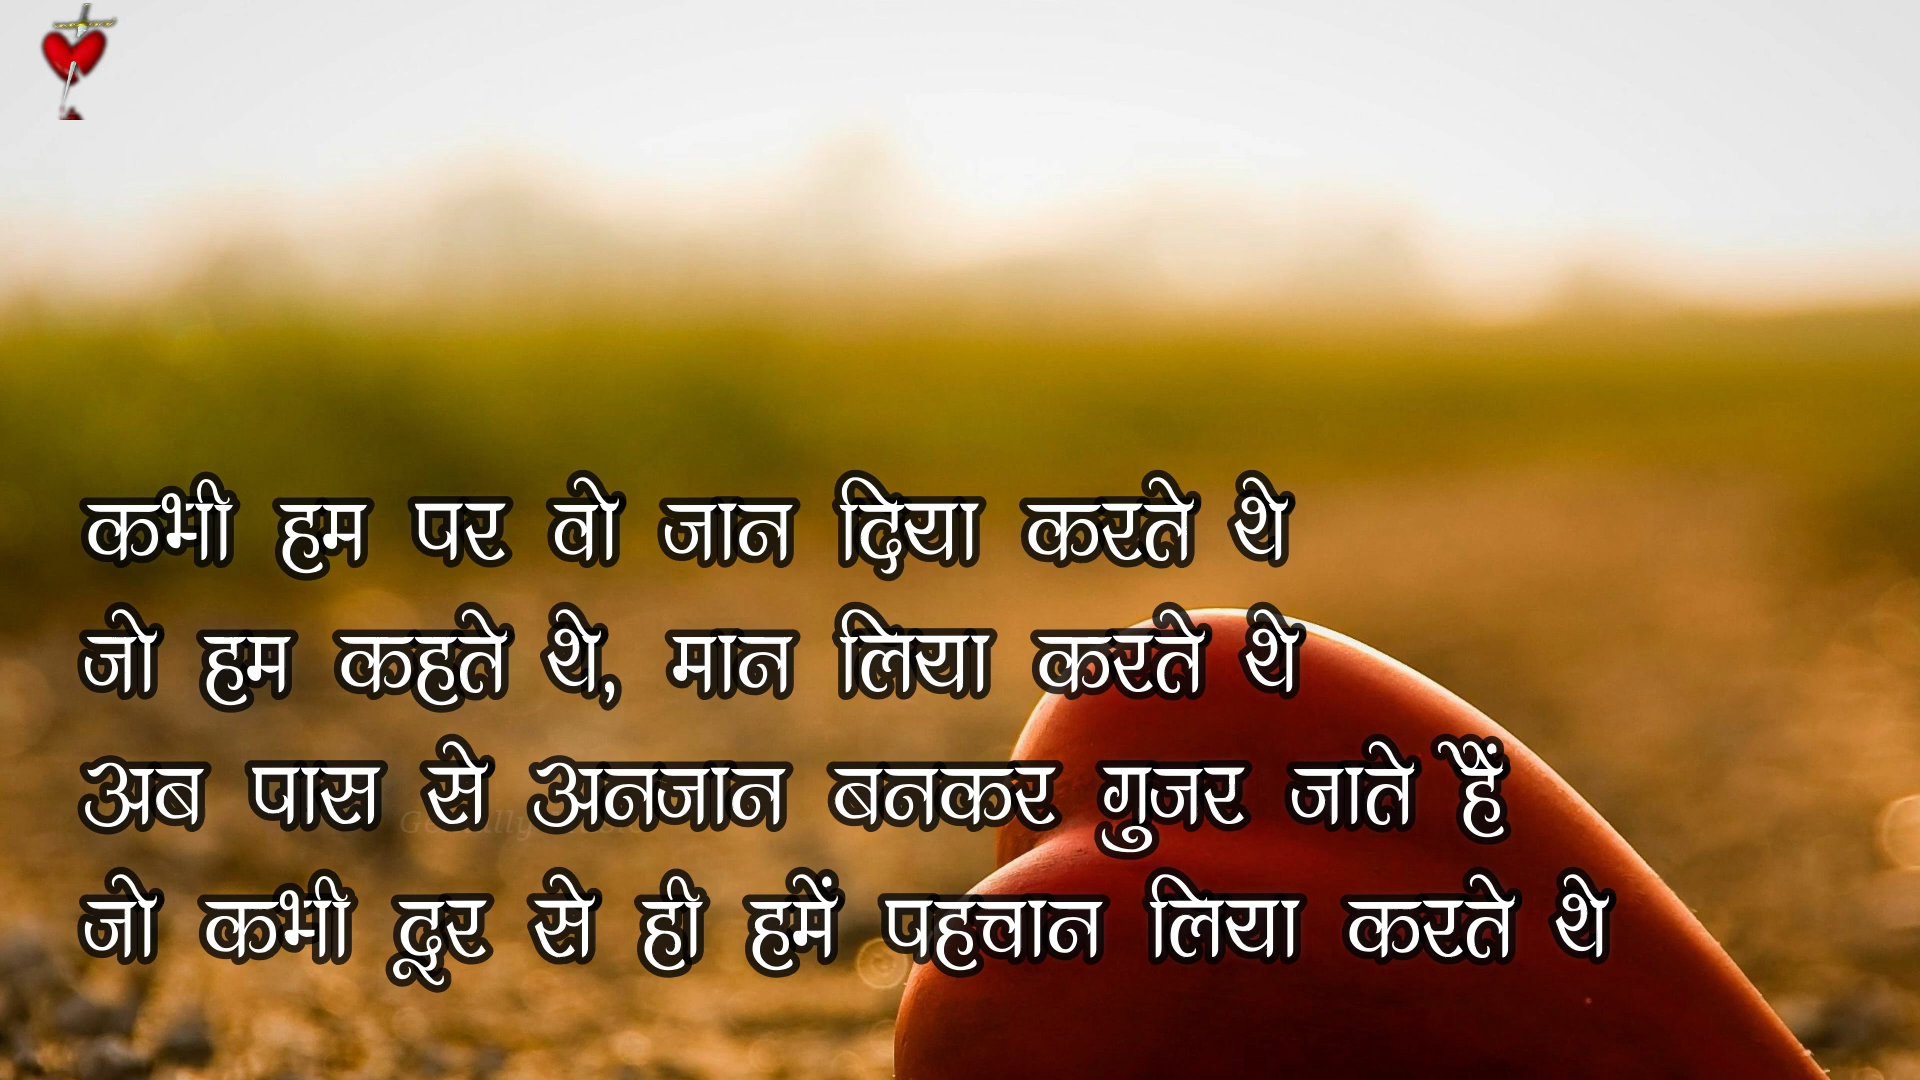 कभी हम पर वो जान दिया करते थे
जो हम कहते थे, मान लिया करते थे
अब पास से अनजान बनकर गुजर जाते हैं
जो कभी दूर से ही हमें पहचान लिया करते थे